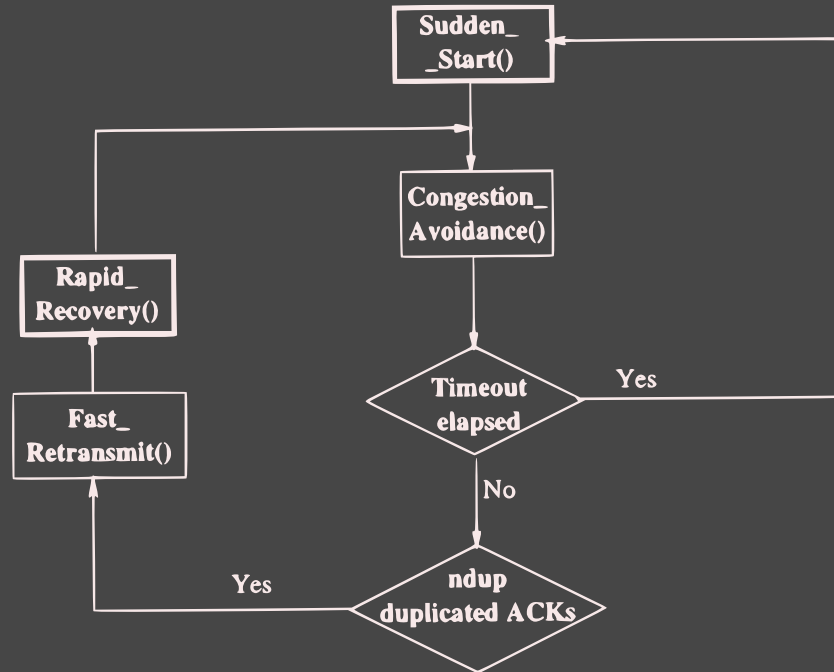 Sudden_
_Start()
Congestion_
Avoidance()
Rapid_
Recovery()
Timeout
elapsed
Yes
Fast_
Retransmit()
No
Yes
ndup
duplicated ACKs